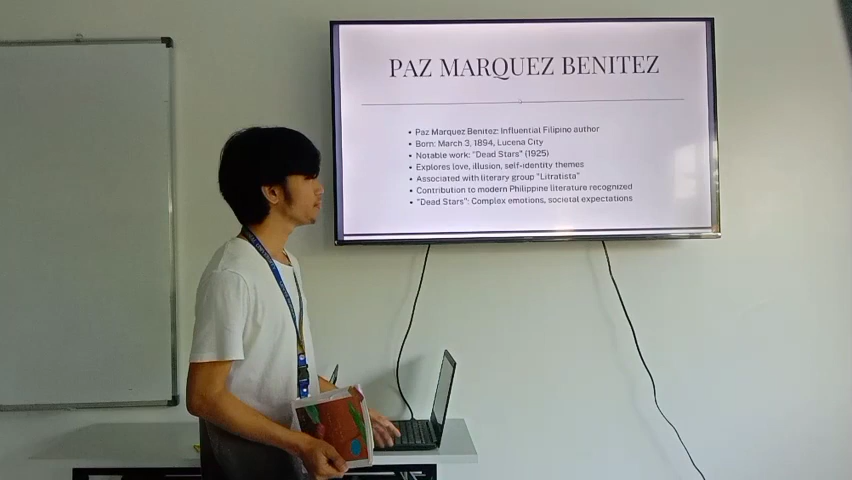 PAZ MARQUEZ BENITEZ
• Paz Marquez Benitez: Influential Filipino author
• Born: March 3, 1894, Lucena City
• Notable work: "Dead Stars" (1925)
• Explores love, illusion, self-identity themes
• Associated with literary group "Litratista"
• Contribution to modern Philippine literature recognized
• "Dead Stars": Complex emotions, societal expectations